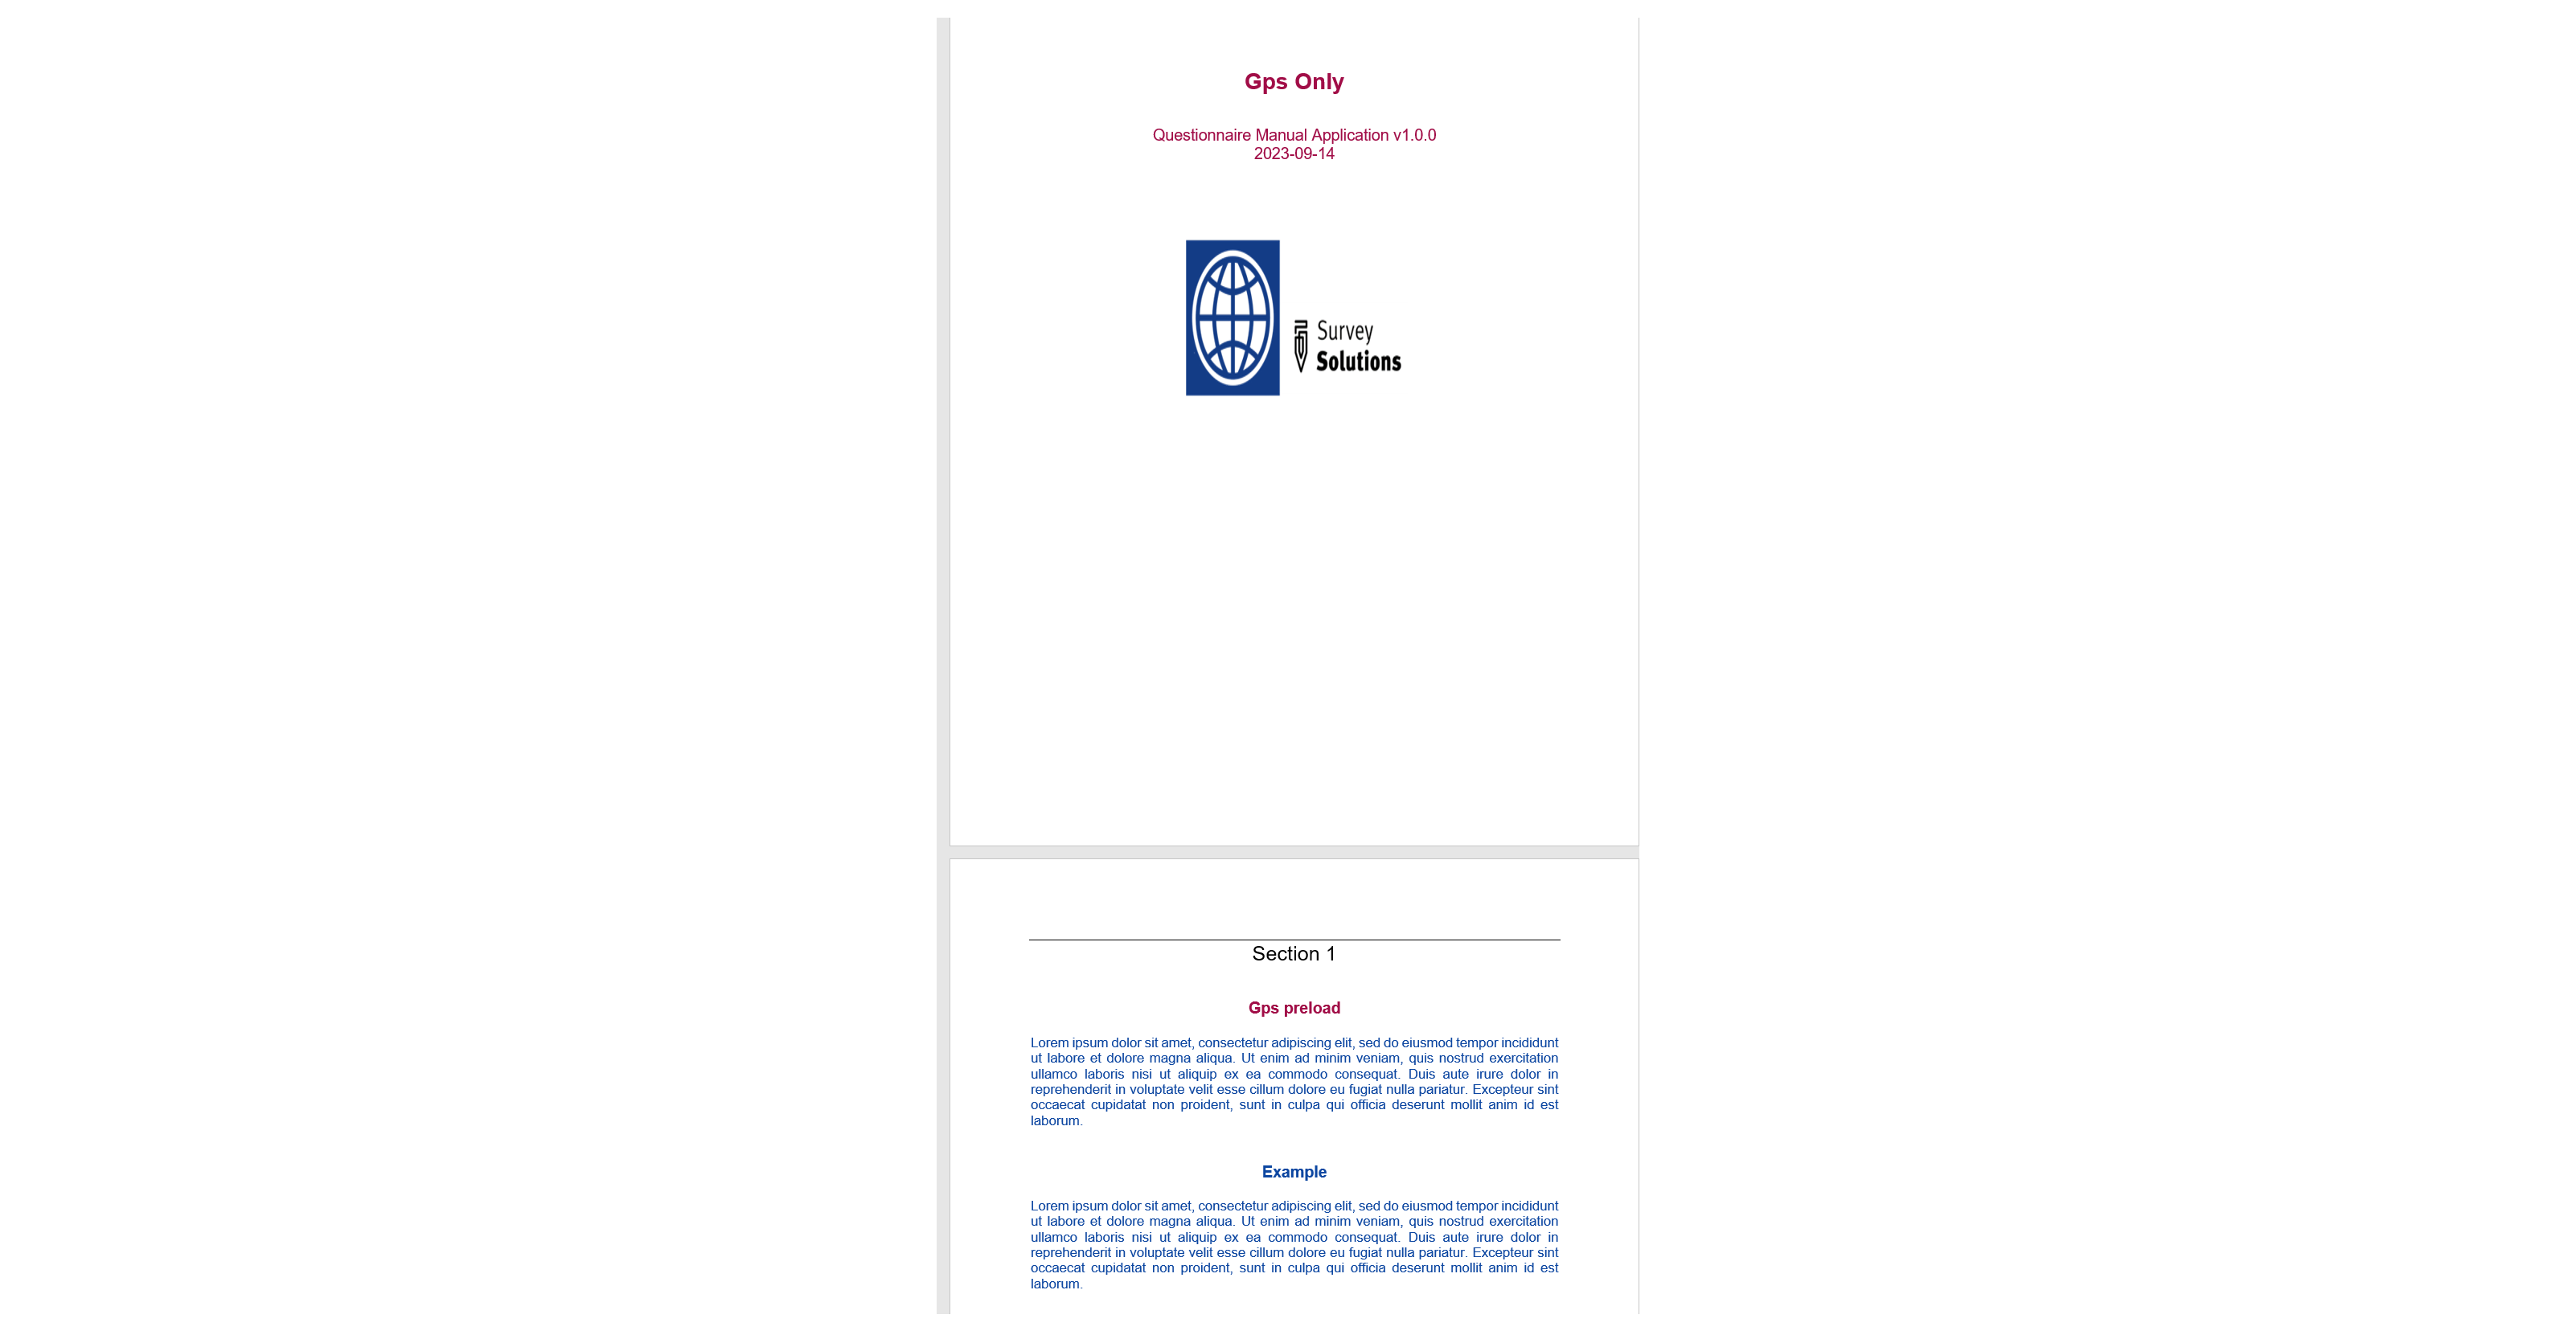 Gps Only
Questionnaire Manual Application v1.0.0
2023-09-14
Survey
Solutions
Section 1
Gps preload
Lorem ipsum dolor sit amet, consectetur adipiscing elit, sed do eiusmod tempor incididunt
ut labore et dolore magna aliqua. Ut enim ad minim veniam, quis nostrud exercitation
ullamco laboris nisi ut aliquip ex ea commodo consequat. Duis aute irure dolor in
reprehenderit in voluptate velit esse cillum dolore eu fugiat nulla pariatur. Excepteur sint
occaecat cupidatat non proident, sunt in culpa qui officia deserunt mollit anim id est
laborum.
Example
Lorem ipsum dolor sit amet, consectetur adipiscing elit, sed do eiusmod tempor incididunt
ut labore et dolore magna aliqua. Ut enim ad minim veniam, quis nostrud exercitation
ullamco laboris nisi ut aliquip ex ea commodo consequat. Duis aute irure dolor in
reprehenderit in voluptate velit esse cillum dolore eu fugiat nulla pariatur. Excepteur sint
occaecat cupidatat non proident, sunt in culpa qui officia deserunt mollit anim id est
laborum.